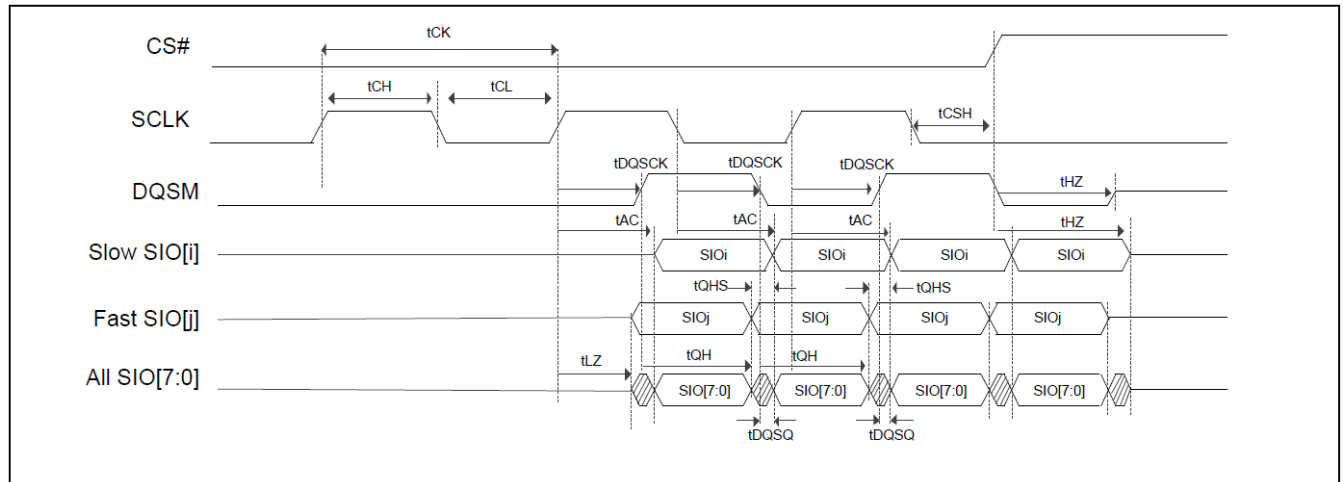 tCK
CS#
tCH tCL
SCLK
tCSH
tDQSCK tDQSCK tDQSCK
DQSM
tHZ
tAC tAC tAC tHZ
Slow SIO[i]
SIOi SIOi SIOi SIOi
tQHS tQHS
Fast SIO[j]
SIOj SIOj SIOj SIOj
tLZ tQH tQH
All SIO[7:0]
SIO[7:0] SIO[7:0] SIO[7:0] SIO[7:0]
tDQSQ tDQSQ